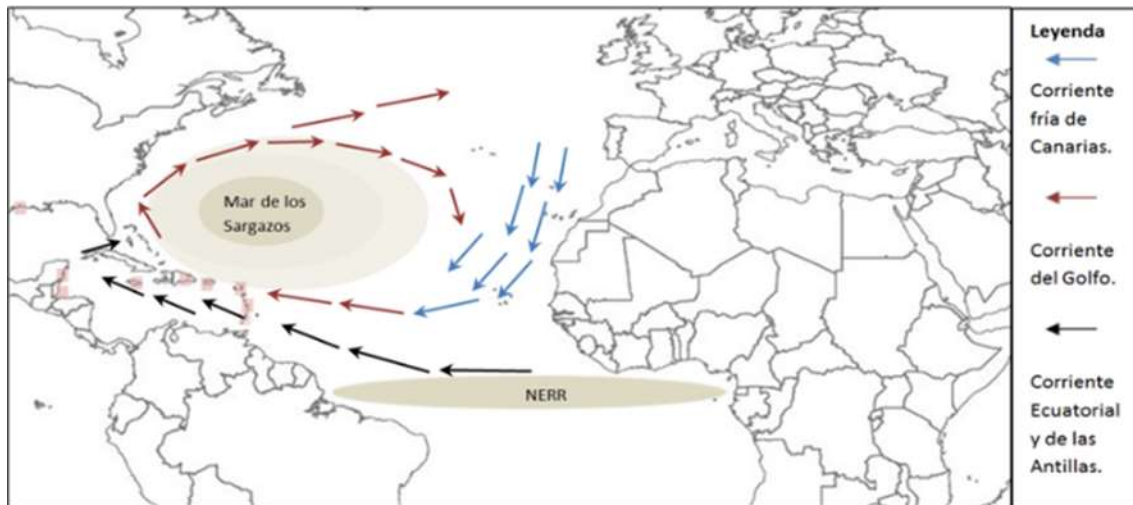 Mar de los
Sargazos
NERR
Leyenda
Corriente
fría de
Canarias.
Corriente
del Golfo.
Corriente
Ecuatorial
y de las
Antillas.